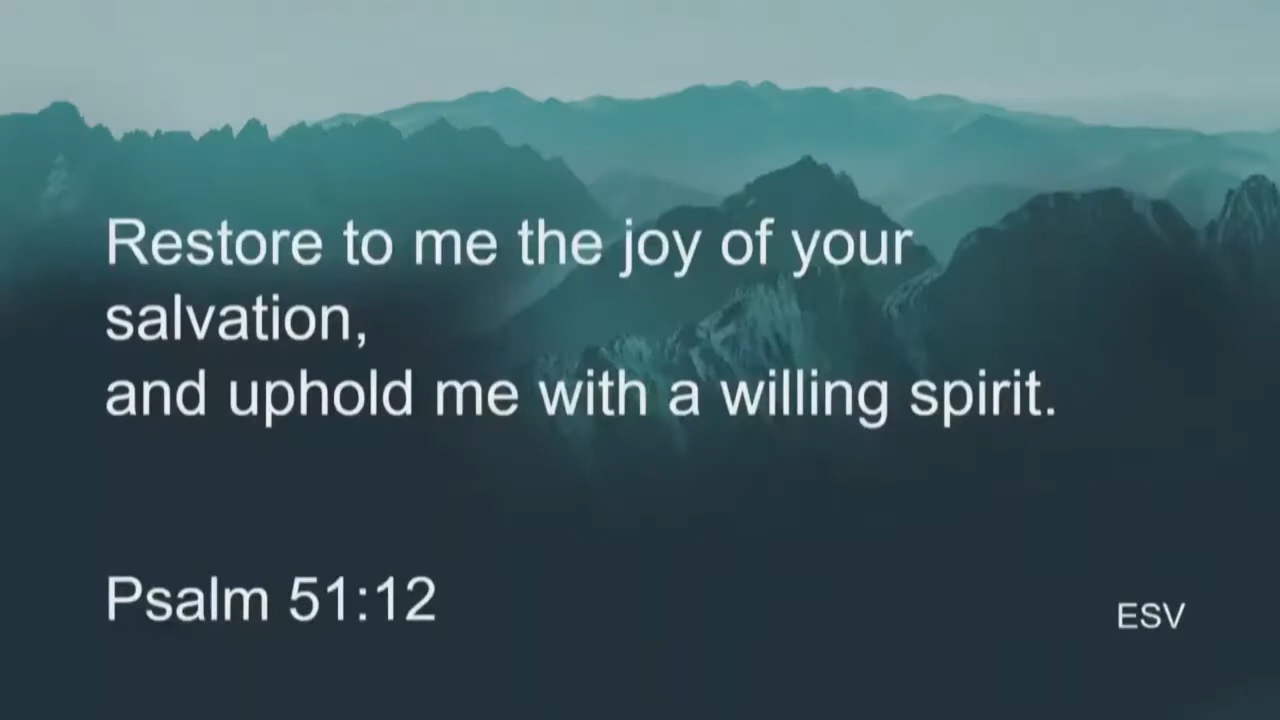 Restore to me the joy of your
salvation,
and uphold me with a willing spirit.
Psalm 51:12
ESV